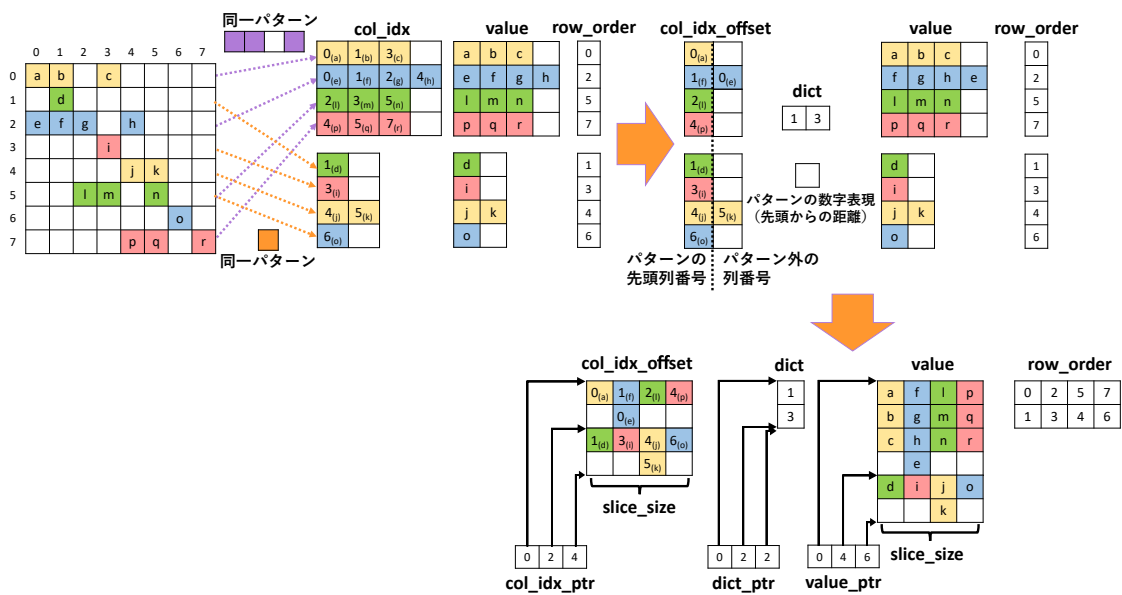 同一パターン
0 1 2 3 4 5 6 7
0 a b c
1 d
2 e f g h
3 i
4 j k
5 l m n
6 o
7 p q r
同一パターン
col_idx
0(a) 1(b) 3(c)
0(e) 1(f) 2(g) 4(h)
2(l) 3(m) 5(n)
4(p) 5(q) 7(r)
1(d)
3(i)
4(j) 5(k)
6(o)
value
a b c
e f g h
l m n
p q r
d
i
j k
o
row_order
0
2
5
7
1
3
4
6
col_idx_offset
0(a)
1(f) 0(e)
2(l)
4(p)
1(d)
3(i)
4(j) 5(k)
6(o)
パターンの
先頭列番号
パターン外の
列番号
dict
1 3
パターンの数字表現
（先頭からの距離）
value
a b c
f g h e
l m n
p q r
d
i
j k
o
row_order
0
2
5
7
1
3
4
6
col_idx_offset
0(a) 1(f) 2(l) 4(p)
0(e)
1(d) 3(i) 4(j) 6(o)
5(k)
slice_size
0 2 4
col_idx_ptr
dict
1
3
0 2 2
dict_ptr
value
a f l p
b g m q
c h n r
e
d i j o
k
slice_size
0 4 6
value_ptr
row_order
0 2 5 7
1 3 4 6